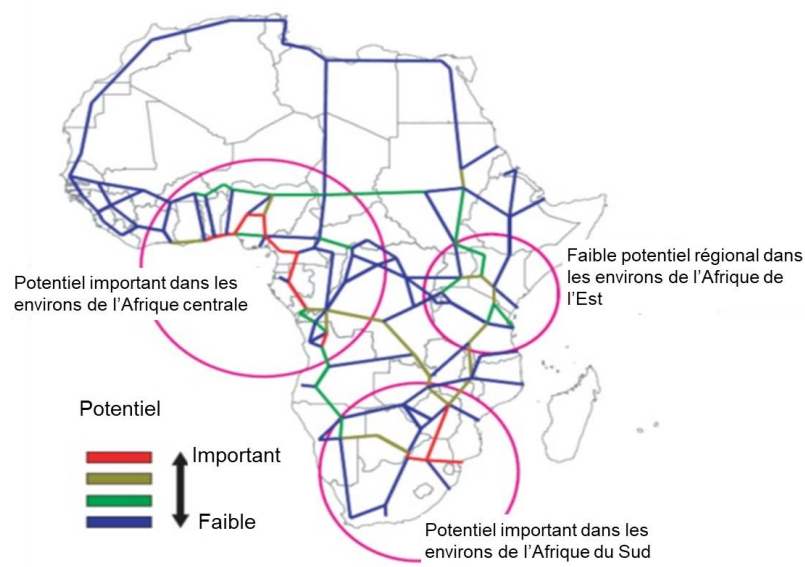 Faible potentiel régional dans
les environs de l’Afrique de
l’Est
Potentiel important dans les
environs de l’Afrique centrale
Potentiel
Important
Faible
Potentiel important dans les
environs de l’Afrique du Sud